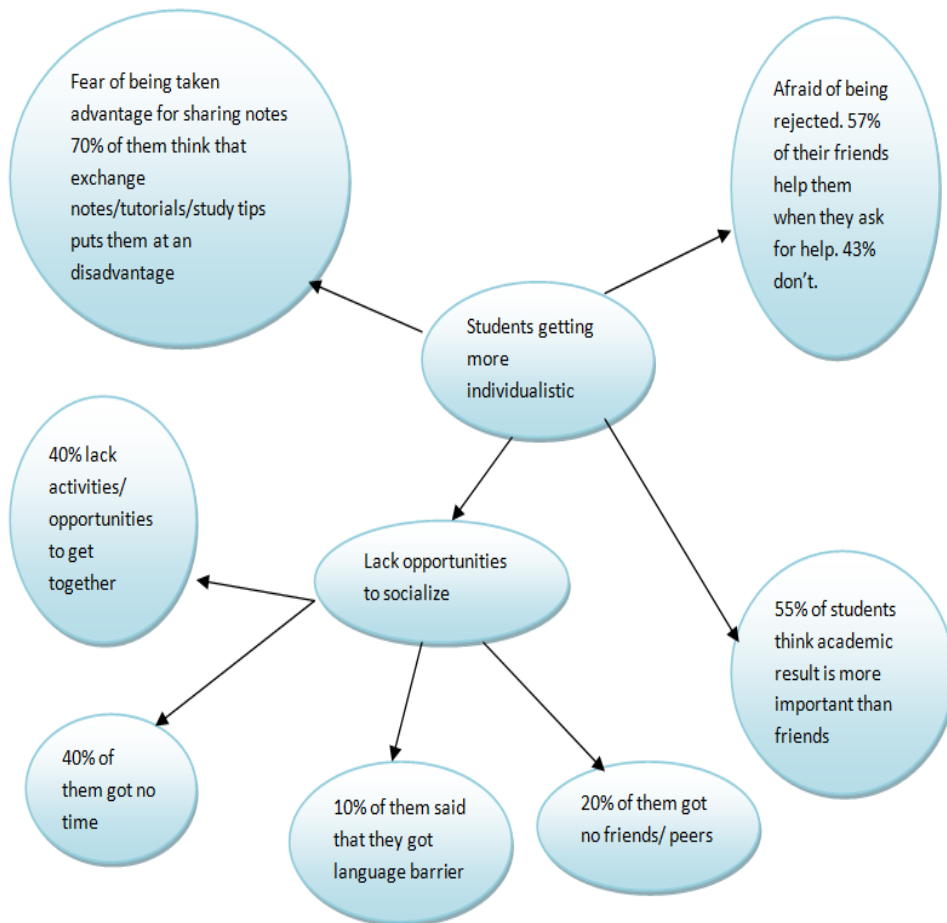 Fear of being taken
advantage for sharing notes
70% of them think that
exchange
notes/tutorials/study tips
puts them at an
disadvantage
Afraid of being
rejected. 57%
of their friends
help them
when they ask
for help. 43%
don't.
Students getting
more
individualistic
40% lack
activities/
opportunities
to get
together
Lack opportunities
to socialize
55% of students
think academic
result is more
important than
friends
40% of
them got no
time
10% of them said
that they got
language barrier
20% of them got
no friends/ peers